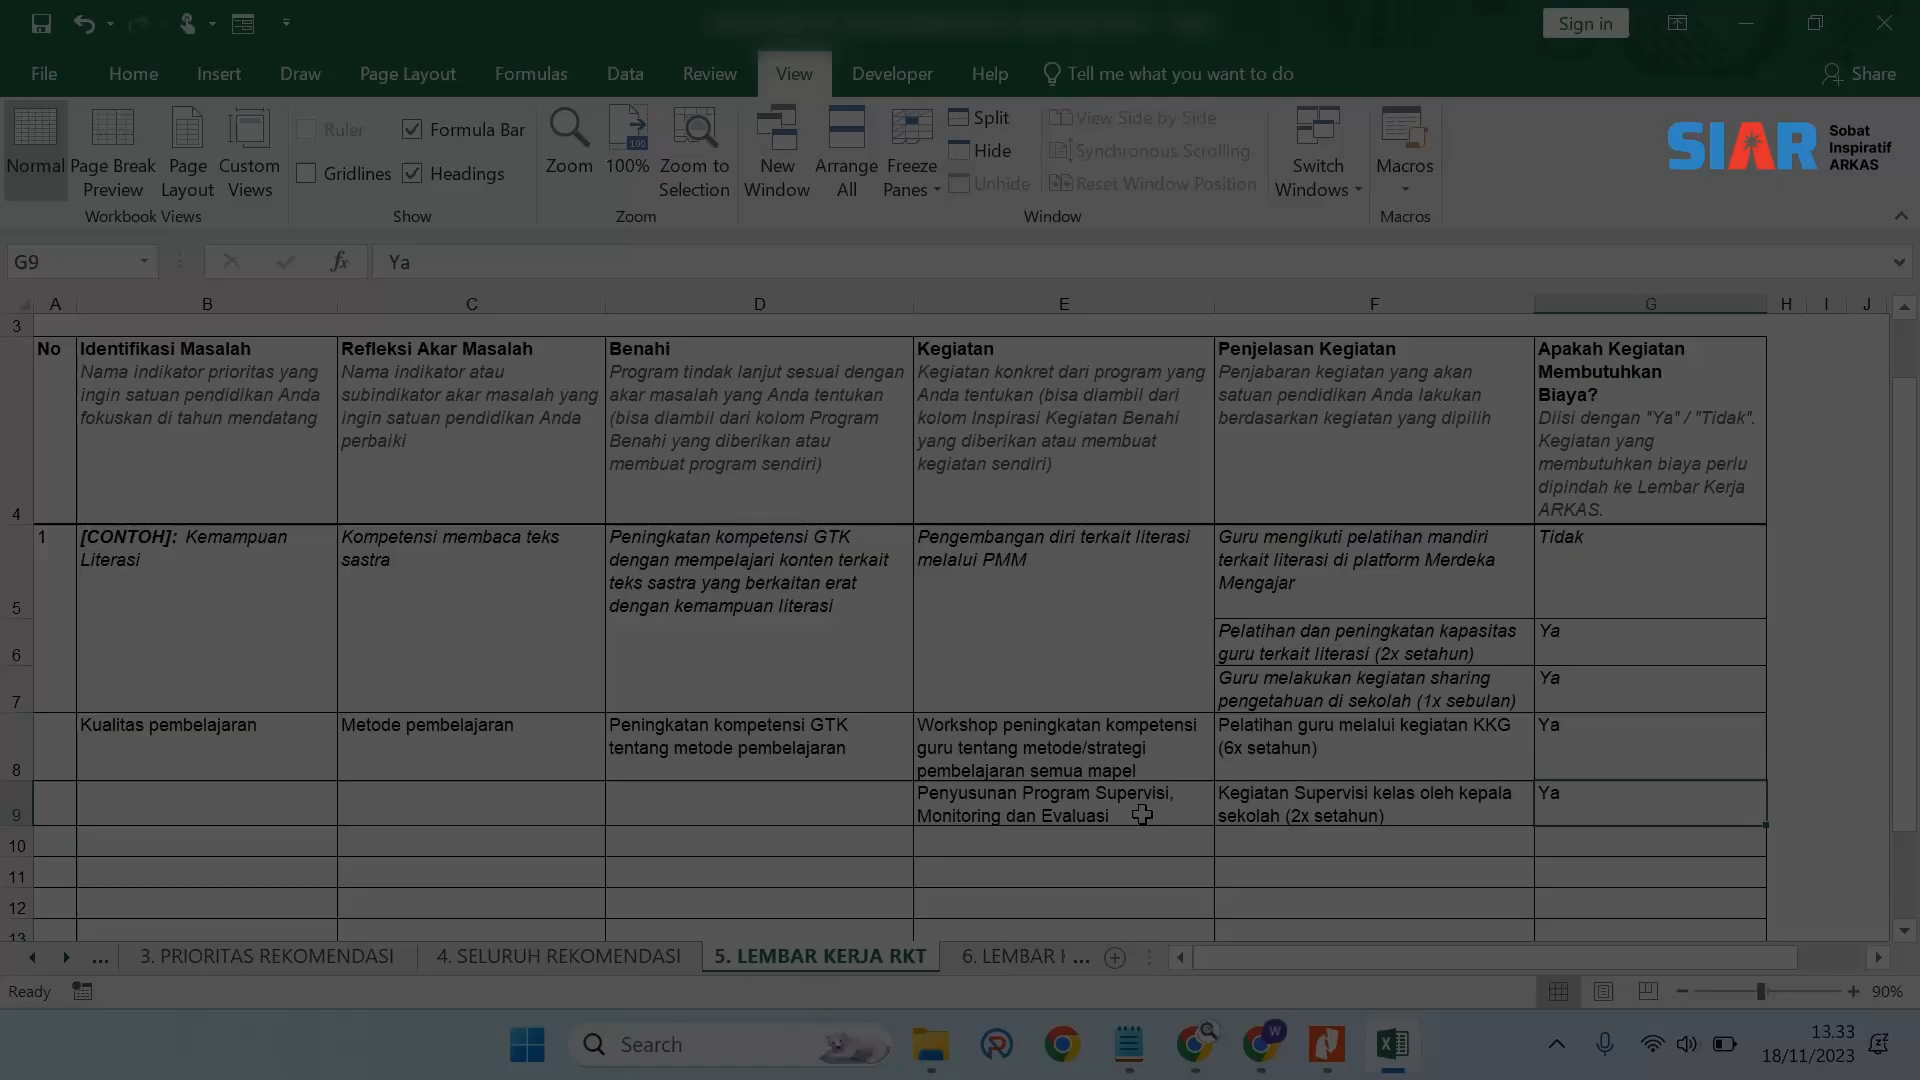 Sign in
File Home Insert Draw Page Layout Formulas Data Review View Developer Help Tell me what you want to do Share
Normal
Page Break
Preview
Page
Layout
Custom
Views
Workbook Views
Ruler
Formula Bar
Gridlines
Headings
Show
Zoom
100
100%
Zoom to
Selection
Zoom
New
Window
Arrange
All
Freeze
Panes
Split
Hide
Unhide
View Side by Side
Synchronous Scrolling
Reset Window Position
Window
Switch
Windows
Macros
Macros
SIAR
Sobat
Inspiratif
ARKAS
G9
fx
Ya
A B C D E F G H I J
3
4
No
Identifikasi Masalah
Nama indikator prioritas yang
ingin satuan pendidikan Anda
fokuskan di tahun mendatang
Refleksi Akar Masalah
Nama indikator atau
subindikator akar masalah yang
ingin satuan pendidikan Anda
perbaiki
Benahi
Program tindak lanjut sesuai dengan
akar masalah yang Anda tentukan
(bisa diambil dari kolom Program
Benahi yang diberikan atau
membuat program sendiri)
Kegiatan
Kegiatan konkret dari program yang
Anda tentukan (bisa diambil dari
kolom Inspirasi Kegiatan Benahi
yang diberikan atau membuat
kegiatan sendiri)
Penjelasan Kegiatan
Penjabaran kegiatan yang akan
satuan pendidikan Anda lakukan
berdasarkan kegiatan yang dipilih
Apakah Kegiatan
Membutuhkan
Biaya?
Diisi dengan "Ya" / "Tidak".
Kegiatan yang
membutuhkan biaya perlu
dipindah ke Lembar Kerja
ARKAS.
5
1
[CONTOH]: Kemampuan
Literasi
Kompetensi membaca teks
sastra
Peningkatan kompetensi GTK
dengan mempelajari konten terkait
teks sastra yang berkaitan erat
dengan kemampuan literasi
Pengembangan diri terkait literasi
melalui PMM
Guru mengikuti pelatihan mandiri
terkait literasi di platform Merdeka
Mengajar
Tidak
6
Pelatihan dan peningkatan kapasitas
guru terkait literasi (2x setahun)
Ya
7
Guru melakukan kegiatan sharing
pengetahuan di sekolah (1x sebulan)
Ya
8
Kualitas pembelajaran
Metode pembelajaran
Peningkatan kompetensi GTK
tentang metode pembelajaran
Workshop peningkatan kompetensi
guru tentang metode/strategi
pembelajaran semua mapel
Pelatihan guru melalui kegiatan KKG
(6x setahun)
Ya
9
Penyusunan Program Supervisi,
Monitoring dan Evaluasi
Kegiatan Supervisi kelas oleh kepala
sekolah (2x setahun)
Ya
10
11
12
13
... 3. PRIORITAS REKOMENDASI 4. SELURUH REKOMENDASI 5. LEMBAR KERJA RKT 6. LEMBAR I ...
Ready
90%
Search
W
13.33
18/11/2023